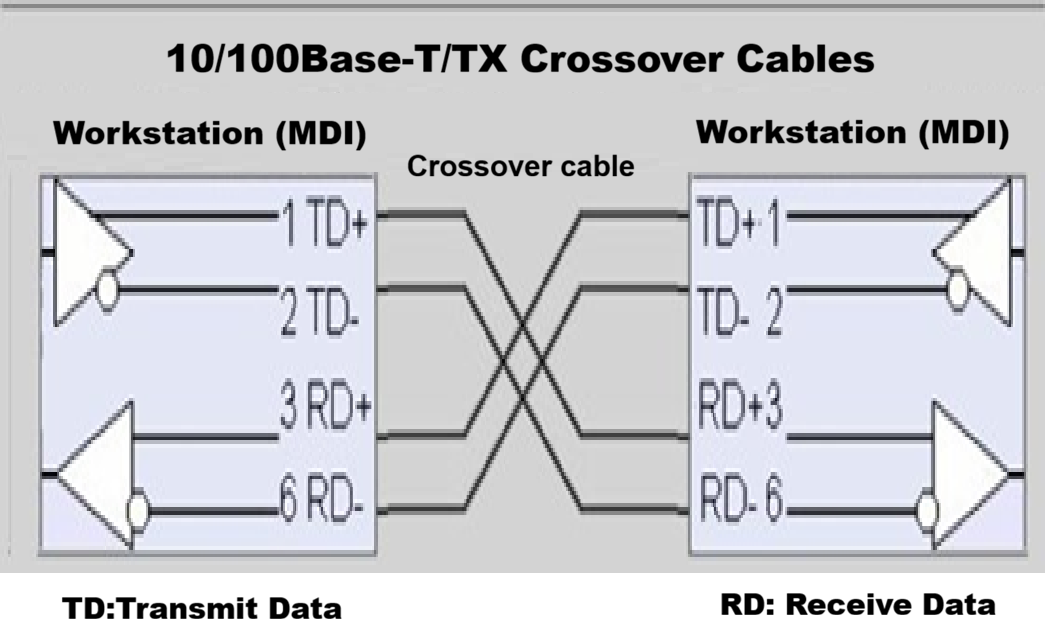 10/100Base-T/TX Crossover Cables
Workstation (MDI)
Workstation (MDI)
Crossover cable
1 TD+
TD+ 1
2 TD-
TD- 2
3 RD+
RD+3
6 RD-
RD- 6
TD:Transmit Data
RD: Receive Data